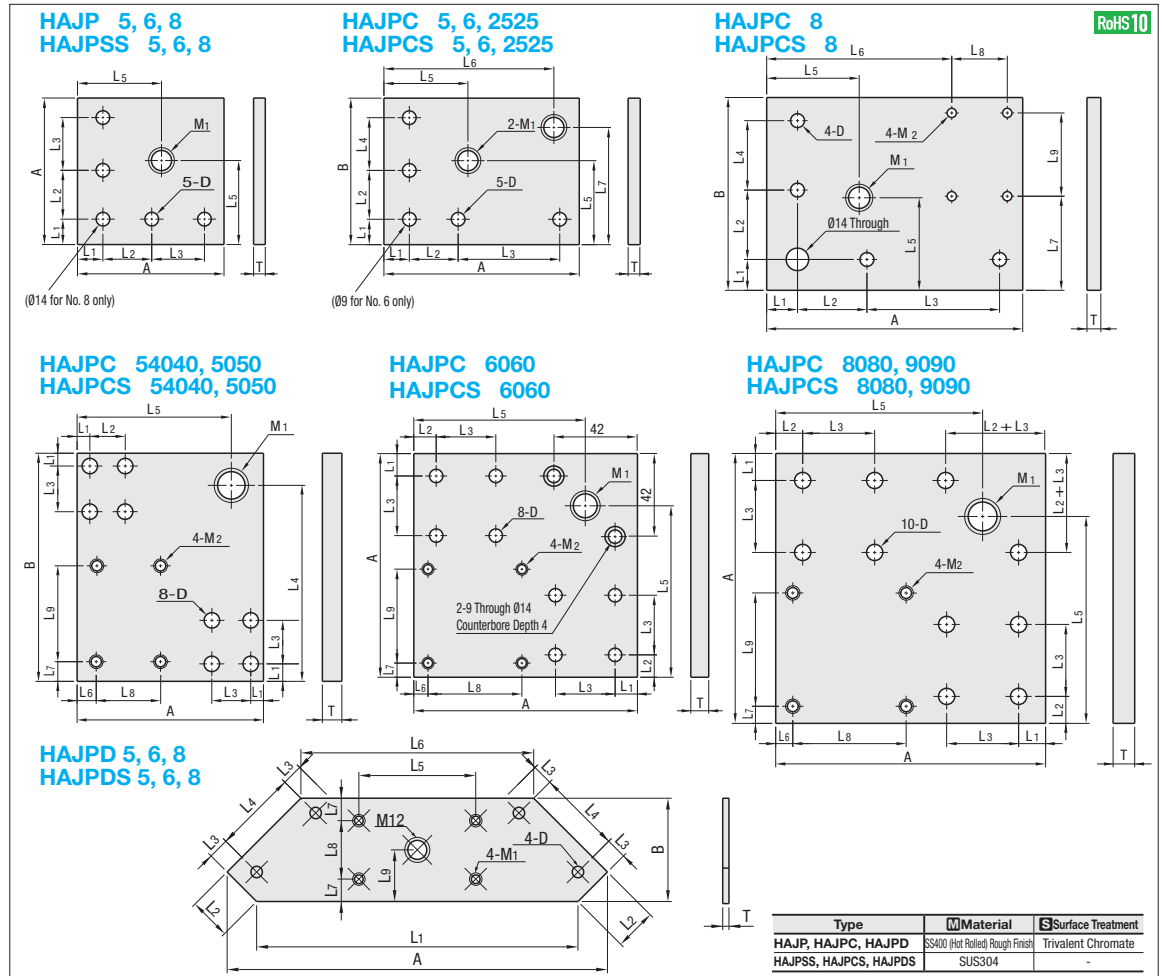 HAJP 5, 6, 8
HAJPSS 5, 6, 8
L5
A
L3
L2
L1
M1
5-D
L5
L1
L2
L3
A
T
(Ø14 for No. 8 only)
HAJPC 5, 6, 2525
HAJPCS 5, 6, 2525
L6
L5
B
L4
L2
L1
2-M1
5-D
L5
L7
L1
L2
L3
A
T
(Ø9 for No. 6 only)
HAJPC 8
HAJPCS 8
RoHS10
L6
L8
L5
B
L4
L2
L1
4-D
4-M2
M1
Ø14 Through
L5
L9
L7
L1
L2
L3
A
T
HAJPC 54040, 5050
HAJPCS 54040, 5050
L5
L1
L2
M1
L1
L3
B
L9
L7
4-M2
8-D
L4
L3
L1
L6
L8
L3
L1
A
T
HAJPC 6060
HAJPCS 6060
L5
L2
L3
42
L1
L3
A
L9
L7
M1
42
8-D
4-M2
2-9 Through Ø14
Counterbore Depth 4
L5
L3
L2
L6
L8
L3
L1
A
T
HAJPC 8080, 9090
HAJPCS 8080, 9090
L5
L2
L3
L2+L3
L1
L3
A
L9
L7
M1
L2+L3
10-D
4-M2
L5
L3
L2
L6
L8
L3
L1
A
T
HAJPD 5, 6, 8
HAJPDS 5, 6, 8
L6
L3
L5
L3
L4
L7
L4
M12
L3
L8
L9
4-M1
4-D
L3
B
L7
L2
L1
L2
A
T
Type M Material S Surface Treatment
HAJP, HAJPC, HAJPD SS400 (Hot Rolled) Rough Finish Trivalent Chromate
HAJPSS, HAJPCS, HAJPDS SUS304 -